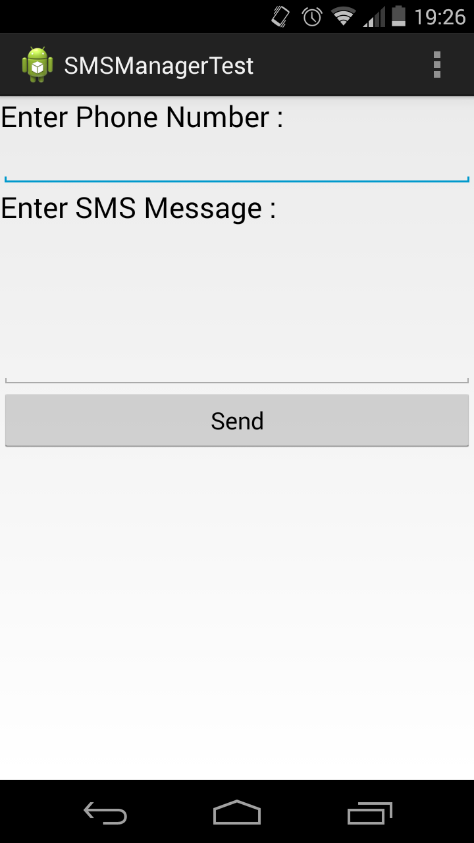 19:26
SMSManagerTest
Enter Phone Number :
Enter SMS Message :
Send